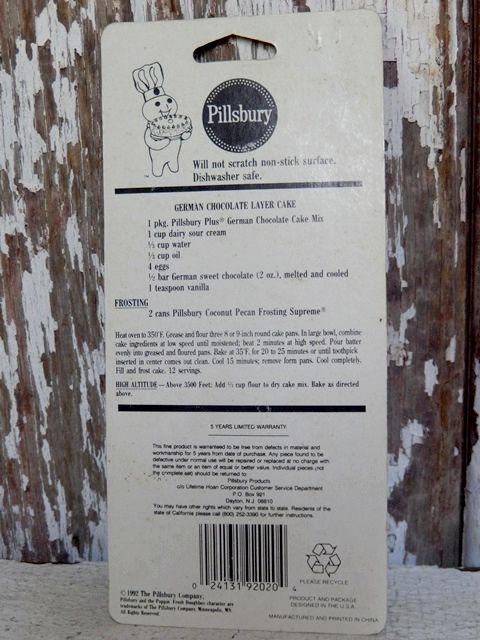 Pillsbury
Will not scratch non-stick surface.
Dishwasher safe.
GERMAN CHOCOLATE LAYER CAKE
1 pkg. Pillsbury Plus® German Chocolate Cake Mix
1 cup dairy sour cream
½ cup water
⅓ cup oil
4 eggs
½ bar German sweet chocolate (2 oz.), melted and cooled
1 teaspoon vanilla
FROSTING
2 cans Pillsbury Coconut Pecan Frosting Supreme®
Heat oven to 350°F. Grease and flour three 8 or 9-inch round cake pans. In large bowl, combine
cake ingredients at low speed until moistened; beat 2 minutes at high speed. Pour batter
evenly into greased and floured pans. Bake at 35°F. for 20 to 25 minutes or until toothpick
inserted in center comes out clean. Cool 15 minutes; remove form pans. Cool completely.
Fill and frost cake. 12 servings.
HIGH ALTITUDE—Above 3500 Feet: Add cup flour to dry cake mix. Bake as directed
above.
5 YEARS LIMITED WARRANTY
This fine product is warranteed to be free from defects in material and
workmanship for 5 years from date of purchase. Any piece found to be
defective under normal use will be repaired or replaced at no charge with
the same item or an item of equal or better value. Individual pieces (not
the complete set) should be returned to:
Pillsbury Products
c/o Lifetime Hoan Corporation Customer Service Department
P.O. Box 921
Dayton, N.J. 08810
You may have other rights which vary from state to state. Residents of the
state of California please call (800) 252-3390 for further instructions.
0 24131 92020 4
PLEASE RECYCLE
© 1992 The Pillsbury Company;
Pillsbury and the Poppin' Fresh Doughboy character are
trademarks of The Pillsbury Company, Minneapolis, MN.
PRODUCT AND PACKAGE
DESIGNED IN THE U.S.A.
MANUFACTURED AND PRINTED IN CHINA